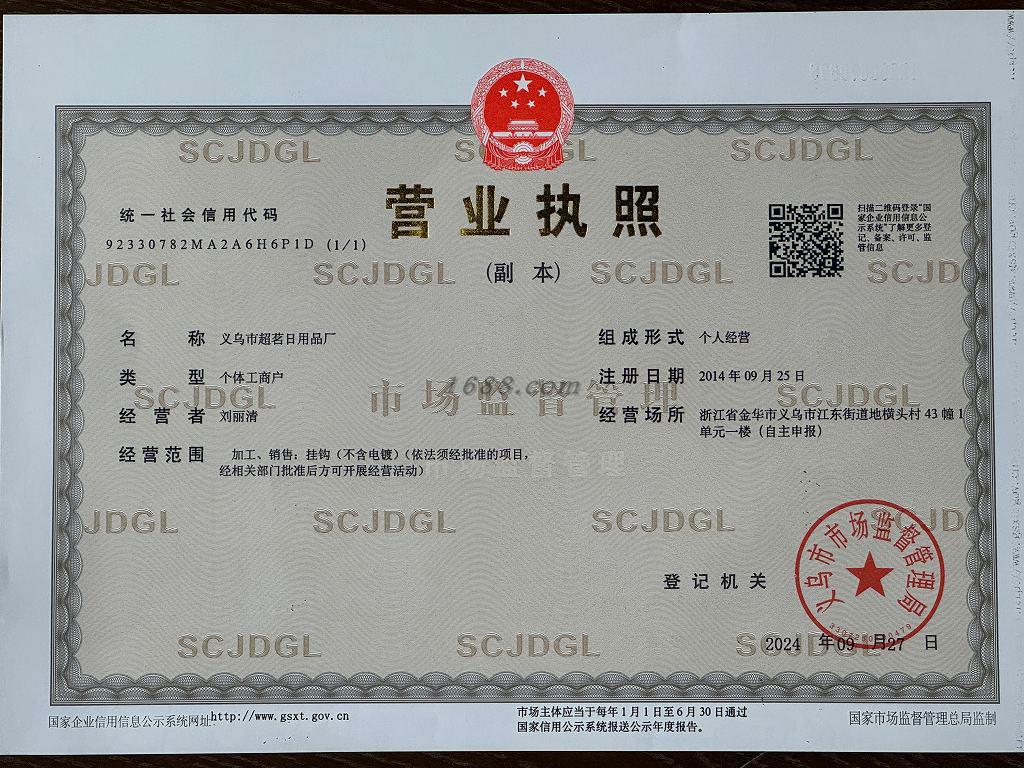 营业执照
(副 本)
统一社会信用代码
92330782MA2A6H6P1D (1/1)
扫描二维码登录“国
家企业信用信息公
示系统”了解更多登
记、备案、许可、监
管信息
名称 义乌市超茗日用品厂
类型 个体工商户
经营者 刘丽清
经营范围 加工、销售：挂钩（不含电镀）（依法须经批准的项目，
经相关部门批准后方可开展经营活动）
组成形式 个人经营
注册日期 2014 年 09 月 25 日
经营场所 浙江省金华市义乌市江东街道地横头村 43 幢 1
单元一楼（自主申报）
SCJDGL
市场监督管理
1688.com
登记机关
义乌市市场监督管理局
2024 年 09 月 27 日
国家企业信用信息公示系统网址:http://www.gsxt.gov.cn
市场主体应当于每年 1 月 1 日至 6 月 30 日通过
国家信用公示系统报送公示年度报告。
国家市场监督管理总局监制